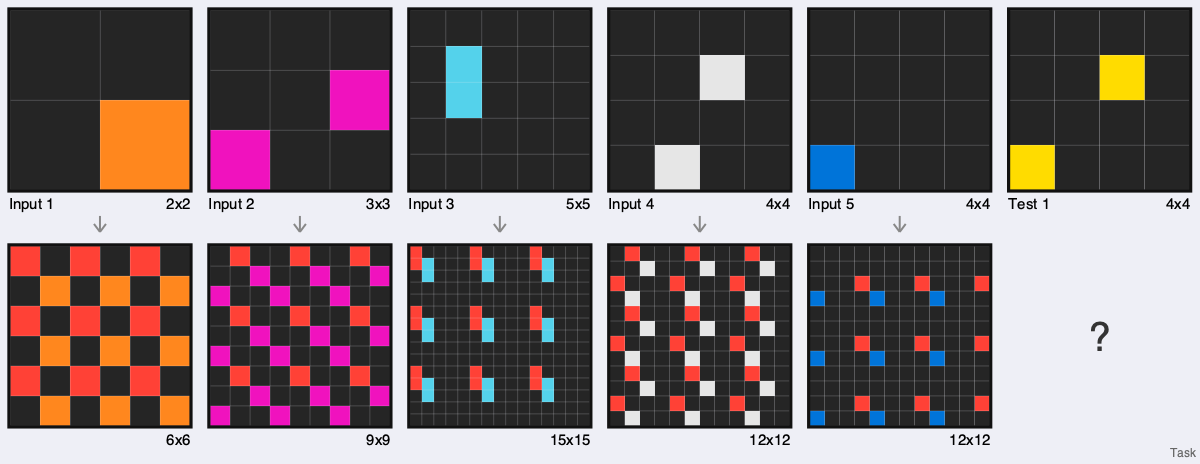 Input 1 2x2
Input 2 3x3
Input 3 5x5
Input 4 4x4
Input 5 4x4
Test 1 4x4
6x6
9x9
15x15
12x12
12x12
?
Task